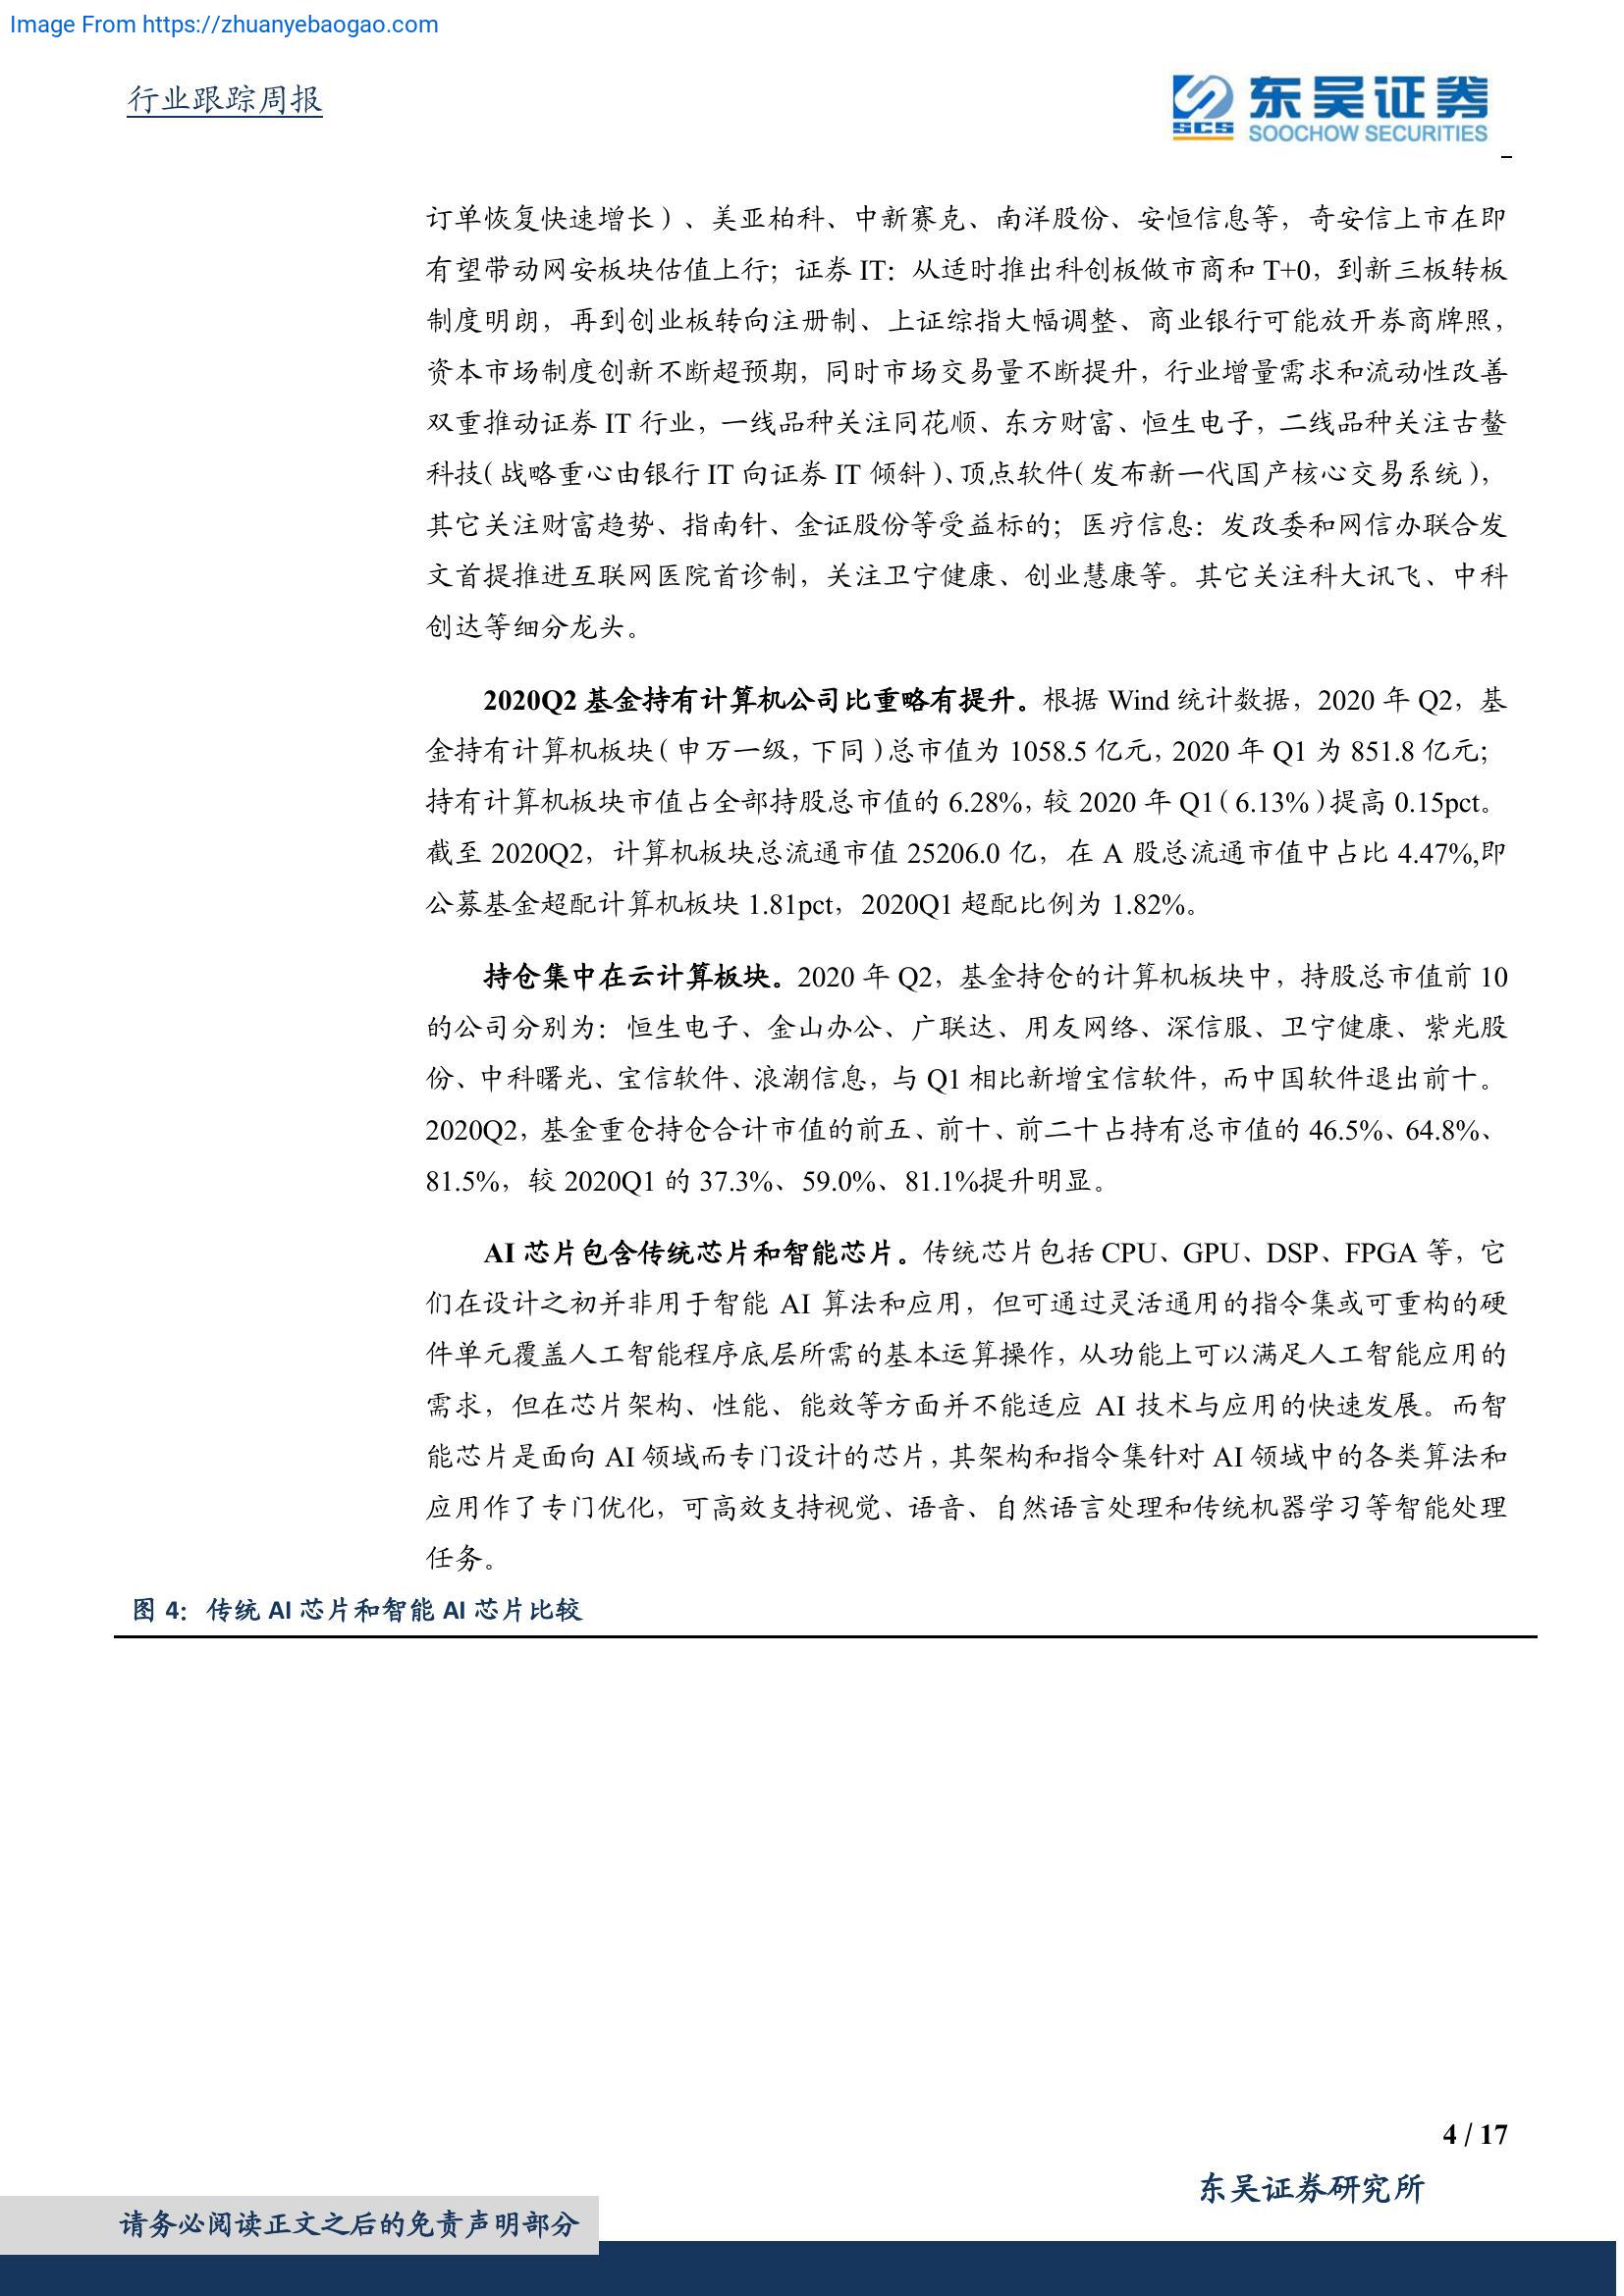 Image From https://zhuanyebaogao.com
行业跟踪周报
东吴证券
SCS
SOOCHOW SECURITIES
订单恢复快速增长）、美亚柏科、中新赛克、南洋股份、安恒信息等，奇安信上市在即
有望带动网安板块估值上行；证券 IT：从适时推出科创板做市商和 T+0，到新三板转板
制度明朗，再到创业板转向注册制、上证综指大幅调整、商业银行可能放开券商牌照，
资本市场制度创新不断超预期，同时市场交易量不断提升，行业增量需求和流动性改善
双重推动证券 IT 行业，一线品种关注同花顺、东方财富、恒生电子，二线品种关注古鳌
科技（战略重心由银行 IT 向证券 IT 倾斜）、顶点软件（发布新一代国产核心交易系统），
其它关注财富趋势、指南针、金证股份等受益标的；医疗信息：发改委和网信办联合发
文首提推进互联网医院首诊制，关注卫宁健康、创业慧康等。其它关注科大讯飞、中科
创达等细分龙头。
2020Q2 基金持有计算机公司比重略有提升。根据 Wind 统计数据，2020 年 Q2，基
金持有计算机板块（申万一级，下同）总市值为 1058.5 亿元，2020 年 Q1 为 851.8 亿元；
持有计算机板块市值占全部持股总市值的 6.28%，较 2020 年 Q1（6.13%）提高 0.15pct。
截至 2020Q2，计算机板块总流通市值 25206.0 亿，在 A 股总流通市值中占比 4.47%,即
公募基金超配计算机板块 1.81pct，2020Q1 超配比例为 1.82%。
持仓集中在云计算板块。2020 年 Q2，基金持仓的计算机板块中，持股总市值前 10
的公司分别为：恒生电子、金山办公、广联达、用友网络、深信服、卫宁健康、紫光股
份、中科曙光、宝信软件、浪潮信息，与 Q1 相比新增宝信软件，而中国软件退出前十。
2020Q2，基金重仓持仓合计市值的前五、前十、前二十占持有总市值的 46.5%、64.8%、
81.5%，较 2020Q1 的 37.3%、59.0%、81.1%提升明显。
AI 芯片包含传统芯片和智能芯片。传统芯片包括 CPU、GPU、DSP、FPGA 等，它
们在设计之初并非用于智能 AI 算法和应用，但可通过灵活通用的指令集或可重构的硬
件单元覆盖人工智能程序底层所需的基本运算操作，从功能上可以满足人工智能应用的
需求，但在芯片架构、性能、能效等方面并不能适应 AI 技术与应用的快速发展。而智
能芯片是面向 AI 领域而专门设计的芯片，其架构和指令集针对 AI 领域中的各类算法和
应用作了专门优化，可高效支持视觉、语音、自然语言处理和传统机器学习等智能处理
任务。
图 4：传统 AI 芯片和智能 AI 芯片比较
4 / 17
东吴证券研究所
请务必阅读正文之后的免责声明部分